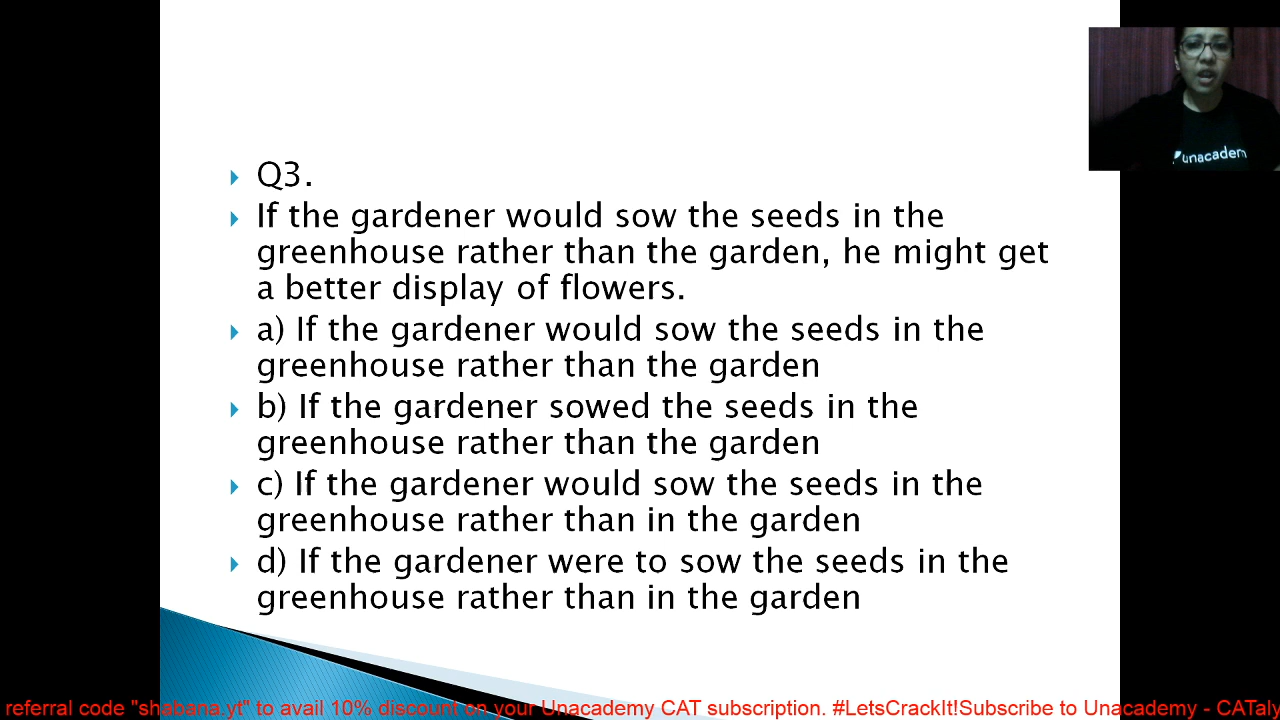 Q3.
If the gardener would sow the seeds in the
greenhouse rather than the garden, he might get
a better display of flowers.
a) If the gardener would sow the seeds in the
greenhouse rather than the garden
b) If the gardener sowed the seeds in the
greenhouse rather than the garden
c) If the gardener would sow the seeds in the
greenhouse rather than in the garden
d) If the gardener were to sow the seeds in the
greenhouse rather than in the garden
unacadem
referral code "shabana.yt" to avail 10% discount on your Unacademy CAT subscription. #LetsCrackIt!Subscribe to Unacademy - CATaly